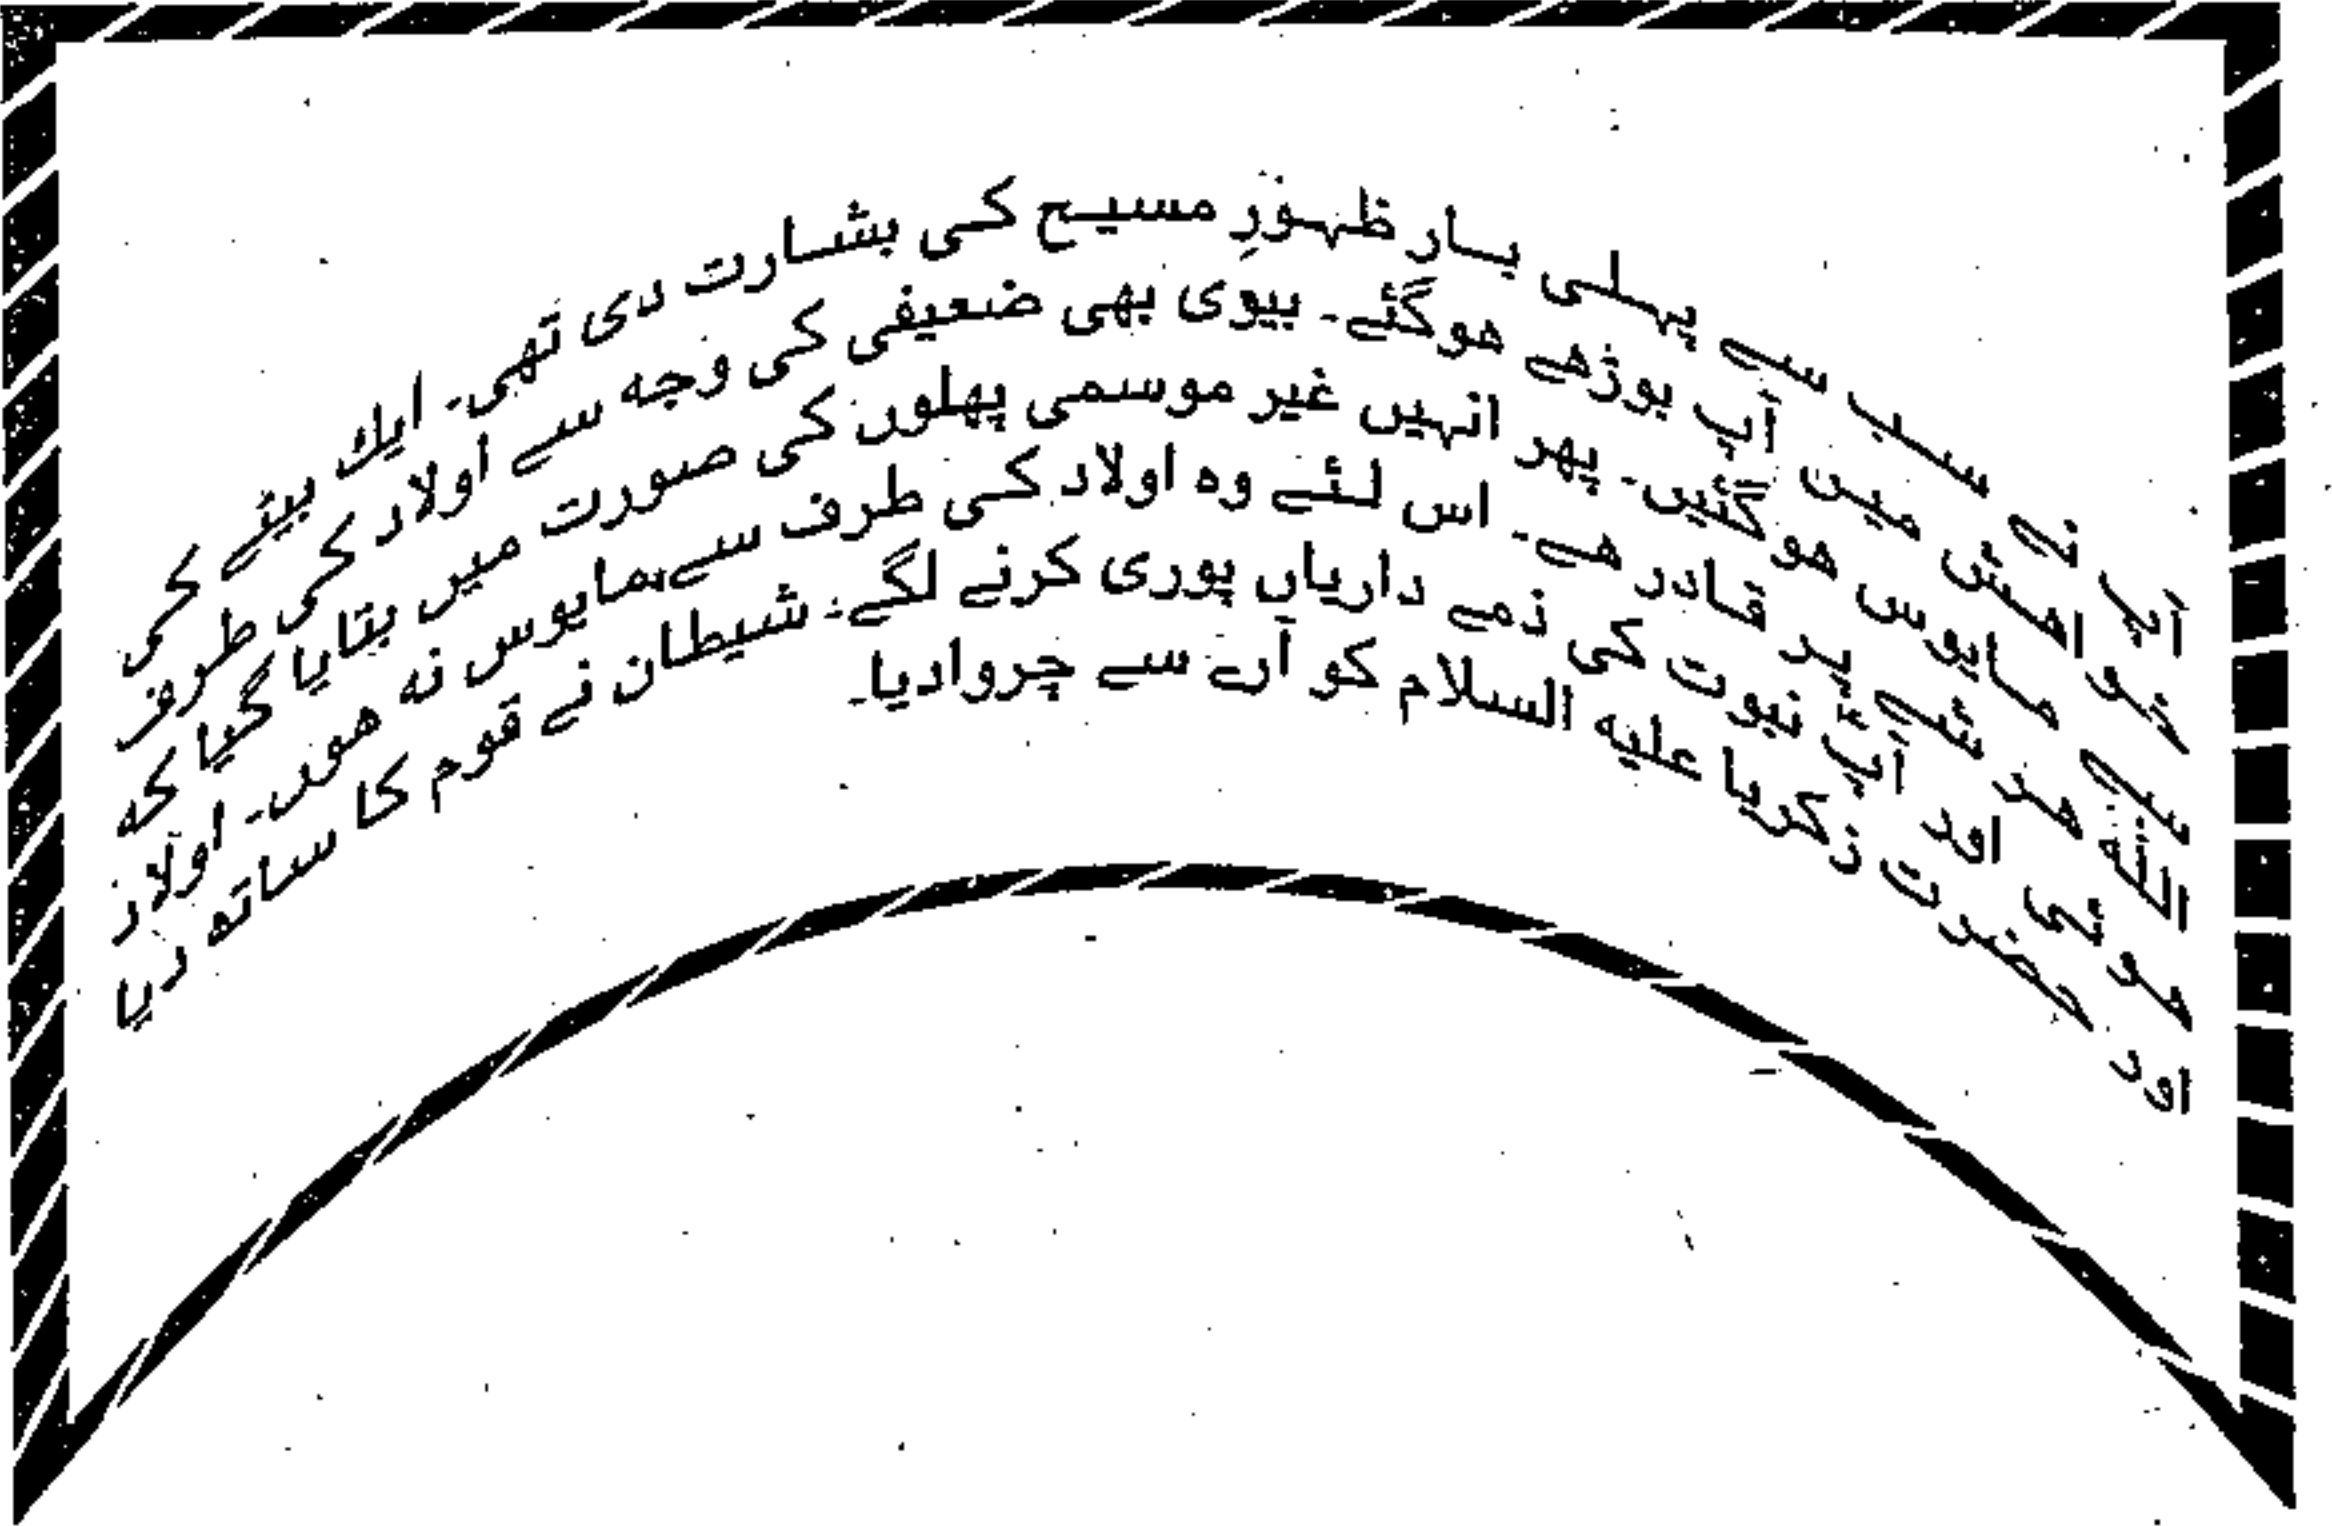 آپ نے سب سے پہلی بار ظہورِ مسیح کی بشارت دی تھی۔ ایک بیٹے کی
آپ بوڑھے ہوگئے۔ بیوی بھی ضعیفی کی وجہ سے اولاد کی طرف
سے مایوس ہو گئیں۔ پھر انہیں غیر موسمی پھلوں کی صورت میں بتایا گیا کہ
اللہ ہر شے پر قادر ہے۔ اس لئے وہ اولاد کی طرف سے مایوس نہ ہوں۔ اولاد
ہوئی اور آپؑ نبوت کی ذمے داریاں پوری کرنے لگے۔ شیطان نے قوم کا ساتھ دیا
اور حضرت ذکریا علیہ السلام کو آرے سے چروادیا۔